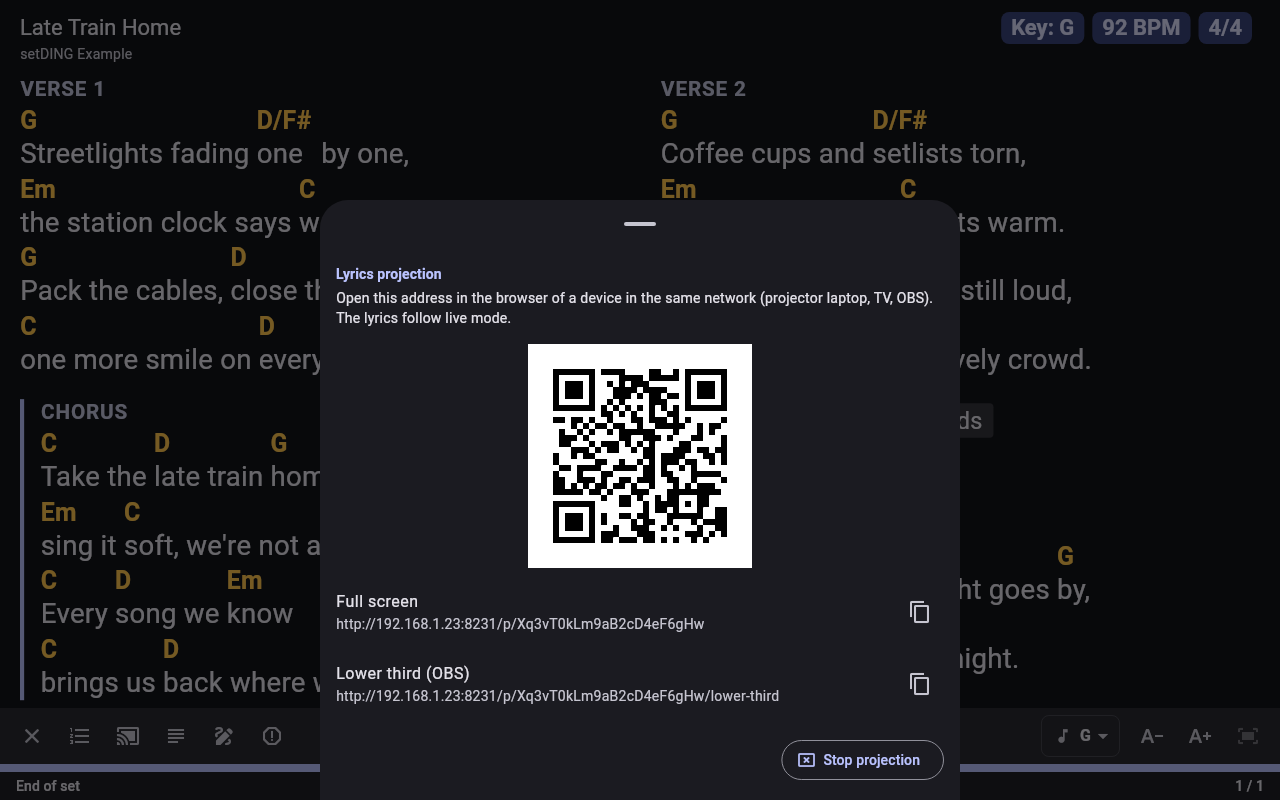 Late Train Home
setDING Example
Key: G
92 BPM
4/4
VERSE 1
G D/F#
Streetlights fading one by one,
Em C
the station clock says w
G D
Pack the cables, close th
C D
one more smile on every
CHORUS
C D G
Take the late train hom
Em C
sing it soft, we're not a
C D Em
Every song we know
C D
brings us back where w
VERSE 2
G D/F#
Coffee cups and setlists torn,
Em C
ts warm.
still loud,
vely crowd.
ds
G
ht goes by,
night.
Lyrics projection
Open this address in the browser of a device in the same network (projector laptop, TV, OBS).
The lyrics follow live mode.
Full screen
http://192.168.1.23:8231/p/Xq3vT0kLm9aB2cD4eF6gHw
Lower third (OBS)
http://192.168.1.23:8231/p/Xq3vT0kLm9aB2cD4eF6gHw/lower-third
Stop projection
G
A−
A+
End of set
1 / 1